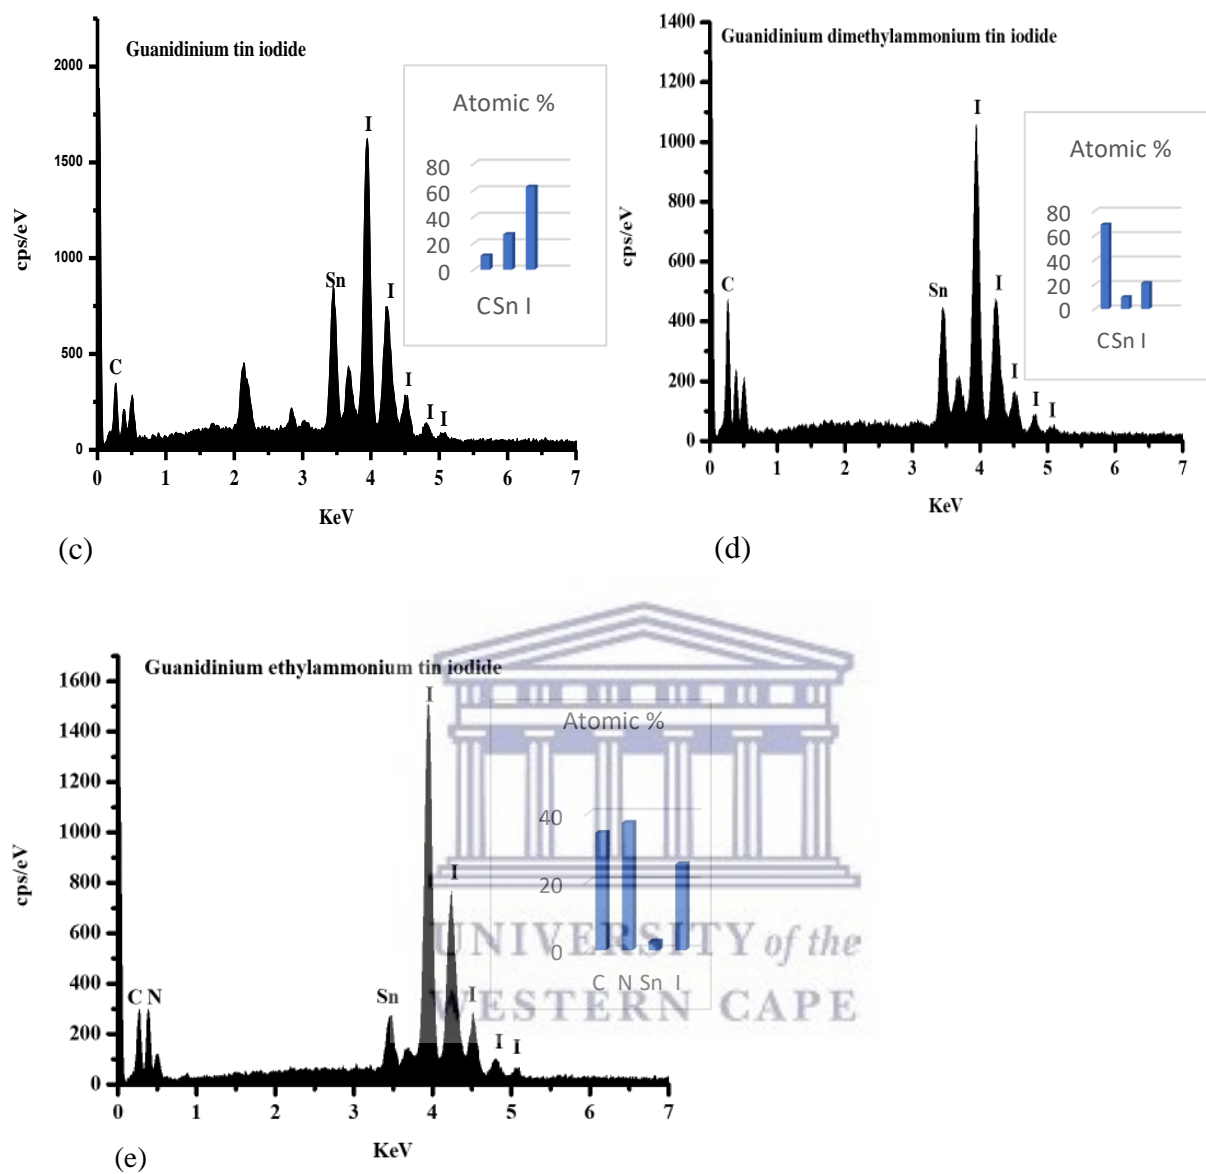 Guanidinium tin iodide
2000
1500
1000
500
0
cps/eV
C
Sn
I
I
I
I
I
0 1 2 3 4 5 6 7
KeV
Atomic %
80
60
40
20
0
C Sn I
(c)
Guanidinium dimethylammonium tin iodide
1400
1200
1000
800
600
400
200
0
cps/eV
C
Sn
I
I
I
I
I
0 1 2 3 4 5 6 7
KeV
Atomic %
80
60
40
20
0
C Sn I
(d)
Guanidinium ethylammonium tin iodide
1600
1400
1200
1000
800
600
400
200
0
cps/eV
C N
Sn
I
I
I
I
I
0 1 2 3 4 5 6 7
KeV
Atomic %
40
20
0
C N Sn I
(e)
UNIVERSITY of the
WESTERN CAPE